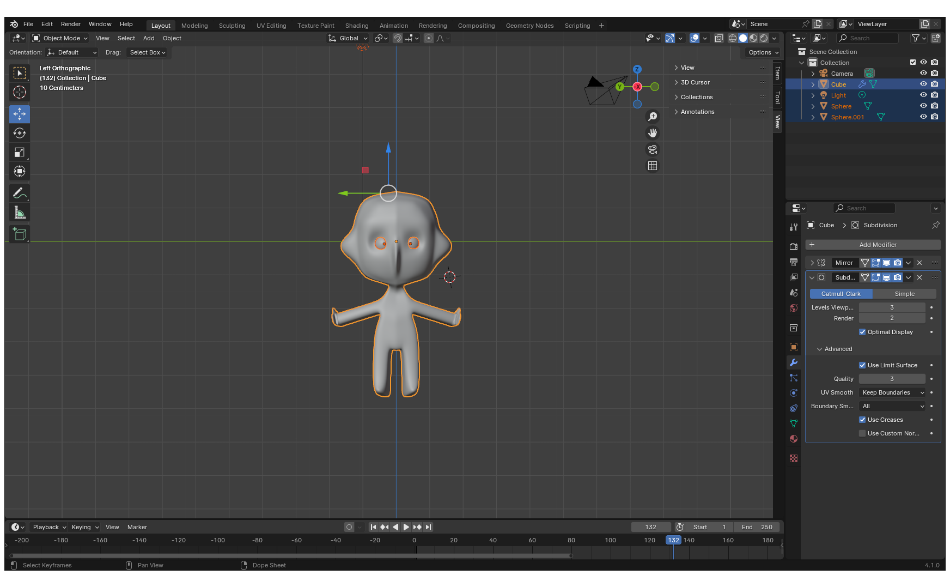 File Edit Render Window Help Layout Modeling Sculpting UV Editing Texture Paint Shading Animation Rendering Compositing Geometry Nodes Scripting + Scene ViewLayer
Object Mode View Select Add Object Global Search
Orientation: Default Drag: Select Box Options
Left Orthographic
(132) Collection | Cube
10 Centimeters
Z
Y
X
View
3D Cursor
Collections
Annotations
Item
Tool
View
Scene Collection
Collection
Camera
Cube
Light
Sphere
Sphere.001
Search
Cube > Subdivision
+ Add Modifier
Mirror
Subd...
Catmull-Clark Simple
Levels Viewp... 3
Render 2
Optimal Display
Advanced
Use Limit Surface
Quality 3
UV Smooth Keep Boundaries
Boundary Sm... All
Use Creases
Use Custom Nor...
Playback Keying View Marker 132 Start 1 End 250
-200 -180 -160 -140 -120 -100 -80 -60 -40 -20 0 20 40 60 80 100 120 132 140 160 180
Select Keyframes Pan View Dope Sheet 4.1.0